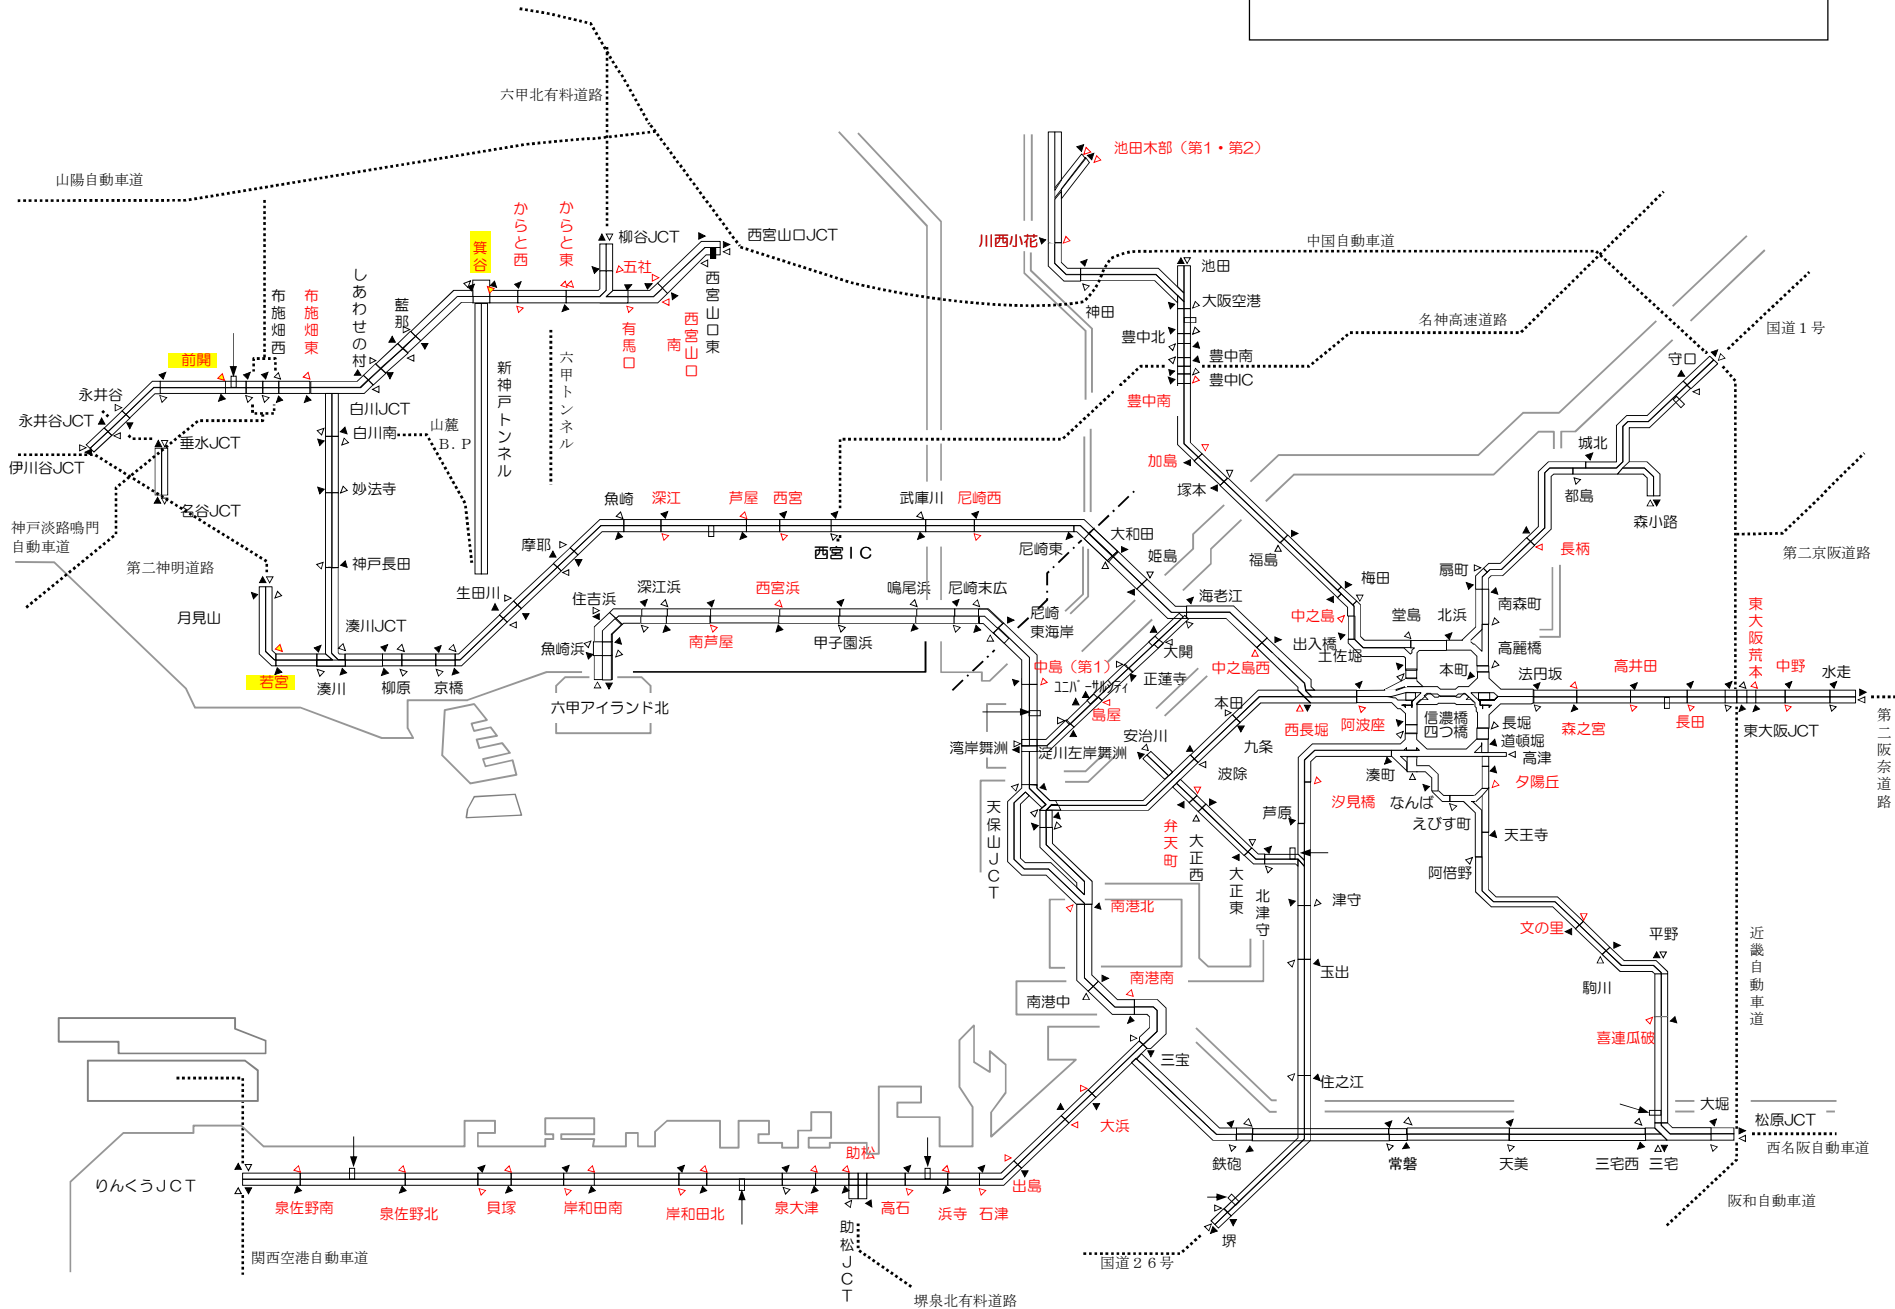 六甲北有料道路
山陽自動車道
池田木部（第1・第2）
からと西
からと東
箕谷
柳谷JCT
西宮山口JCT
五社
川西小花
中国自動車道
池田
西宮山口東
西宮山口南
有馬口
しあわせの村
藍那
布施畑西
布施畑東
大阪空港
神田
名神高速道路
国道１号
豊中北
豊中南
豊中IC
守口
前開
新神戸トンネル
六甲トンネル
永井谷
永井谷JCT
白川JCT
白川南
山麓
B．P
豊中南
垂水JCT
伊川谷JCT
加島
城北
塚本
都島
森小路
妙法寺
名谷JCT
魚崎
深江
芦屋
西宮
武庫川
尼崎西
神戸淡路鳴門
自動車道
摩耶
西宮ＩＣ
尼崎東
大和田
姫島
福島
長柄
第二京阪道路
第二神明道路
神戸長田
扇町
梅田
生田川
住吉浜
深江浜
西宮浜
鳴尾浜
尼崎末広
海老江
南森町
月見山
湊川JCT
南芦屋
甲子園浜
尼崎
東海岸
中之島
堂島
北浜
出入橋
土佐堀
高麗橋
東大阪荒本
魚崎浜
大開
正蓮寺
中島（第1）
中之島西
本町
法円坂
高井田
中野
水走
若宮
湊川
柳原
京橋
ユニバーサルシティ
六甲アイランド北
島屋
本田
西長堀
阿波座
信濃橋
四つ橋
長堀
森之宮
長田
東大阪JCT
第二阪奈道路
湾岸舞洲
淀川左岸舞洲
安治川
九条
道頓堀
高津
波除
湊町
夕陽丘
天保山JCT
汐見橋
なんば
えびす町
芦原
弁天町
大正西
大正東
天王寺
阿倍野
北津守
津守
南港北
文の里
平野
近畿自動車道
玉出
駒川
南港南
南港中
喜連瓜破
三宝
住之江
大浜
大堀
松原JCT
西名阪自動車道
助松
鉄砲
常磐
天美
三宅西
三宅
りんくうＪＣＴ
出島
泉佐野南
泉佐野北
貝塚
岸和田南
岸和田北
泉大津
高石
浜寺
石津
阪和自動車道
助松JCT
堺
関西空港自動車道
国道２６号
堺泉北有料道路